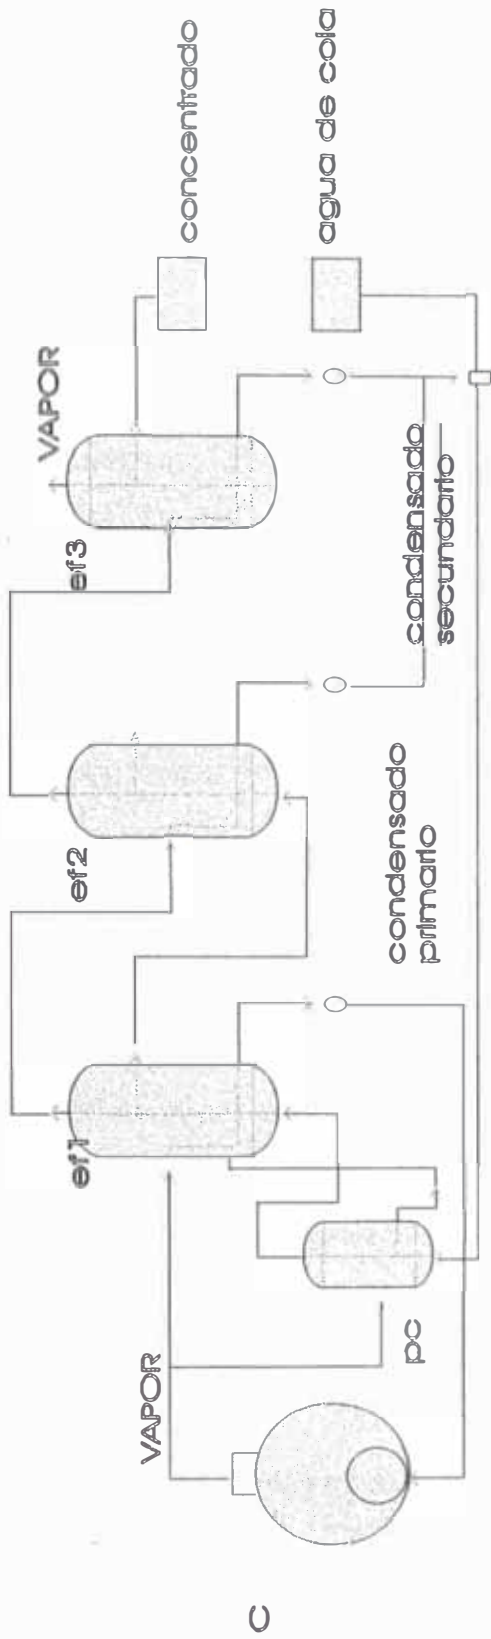 C
VAPOR
pc
ef1
ef2
ef3
VAPOR
condensado
primario
condensado
secundario
concentrado
agua de cola